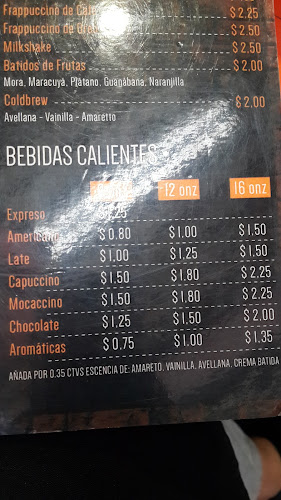 Frappuccino de $ 2.25
Frappuccino de $ 2.50
Milkshake $ 2.50
Batidos de Frutas $ 2.00
Mora, Maracuyá, Plátano, Guanábana, Naranjilla
Coldbrew $ 2.00
Avellana - Vainilla - Amaretto
BEBIDAS CALIENTES
12 onz 16 onz
Expreso
Americano $ 0.80 $ 1.00 $ 1.50
Late $ 1.00 $ 1.25 $ 1.50
Capuccino $ 1.50 $ 1.80 $ 2.25
Mocaccino $ 1.50 $ 1.80 $ 2.25
Chocolate $ 1.25 $ 1.50 $ 2.00
Aromáticas $ 0.75 $ 1.00 $ 1.35
AÑADA POR 0.35 CTVS ESCENCIA DE: AMARETO, VAINILLA, AVELLANA, CREMA BATIDA